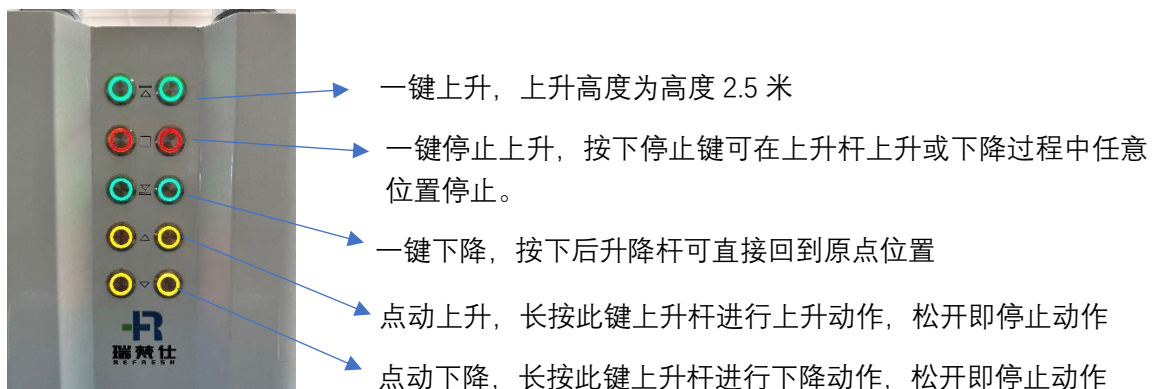 一键上升，上升高度为高度 2.5 米
一键停止上升，按下停止键可在上升杆上升或下降过程中任意
位置停止。
一键下降，按下后升降杆可直接回到原点位置
点动上升，长按此键上升杆进行上升动作，松开即停止动作
点动下降，长按此键上升杆进行下降动作，松开即停止动作
瑞梵仕
REFRESH